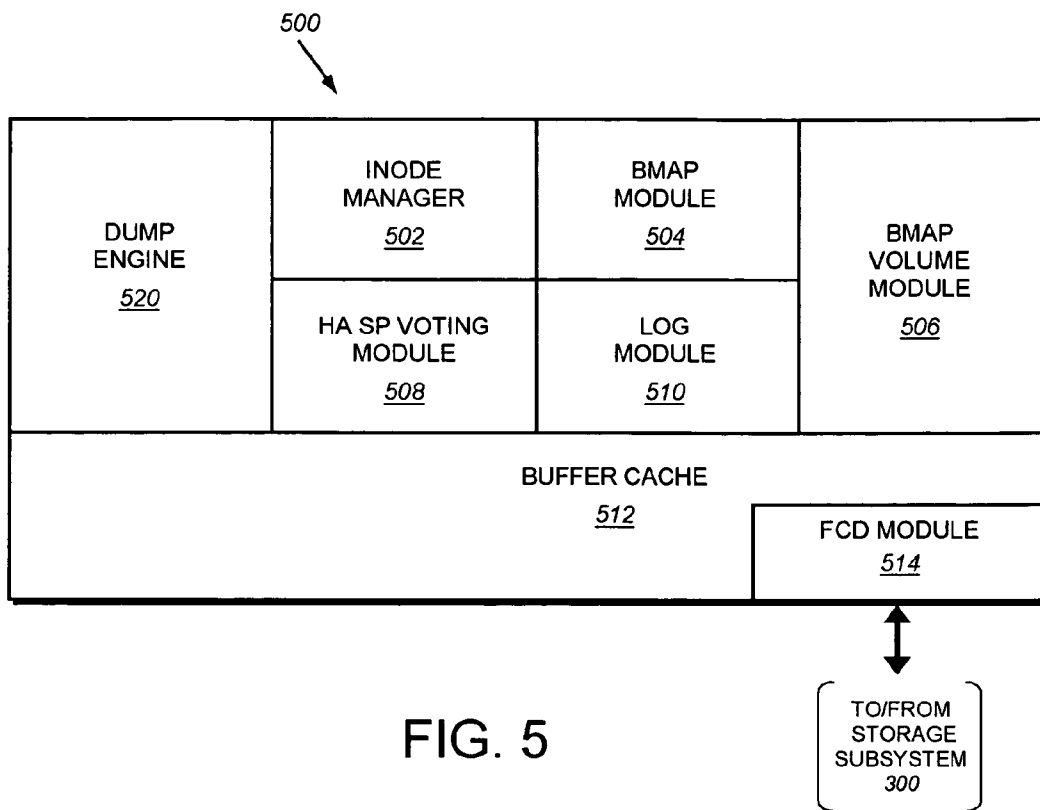 500
DUMP
ENGINE
520
INODE
MANAGER
502
BMAP
MODULE
504
BMAP
VOLUME
MODULE
506
HA SP VOTING
MODULE
508
LOG
MODULE
510
BUFFER CACHE
512
FCD MODULE
514
TO/FROM
STORAGE
SUBSYSTEM
300
FIG. 5